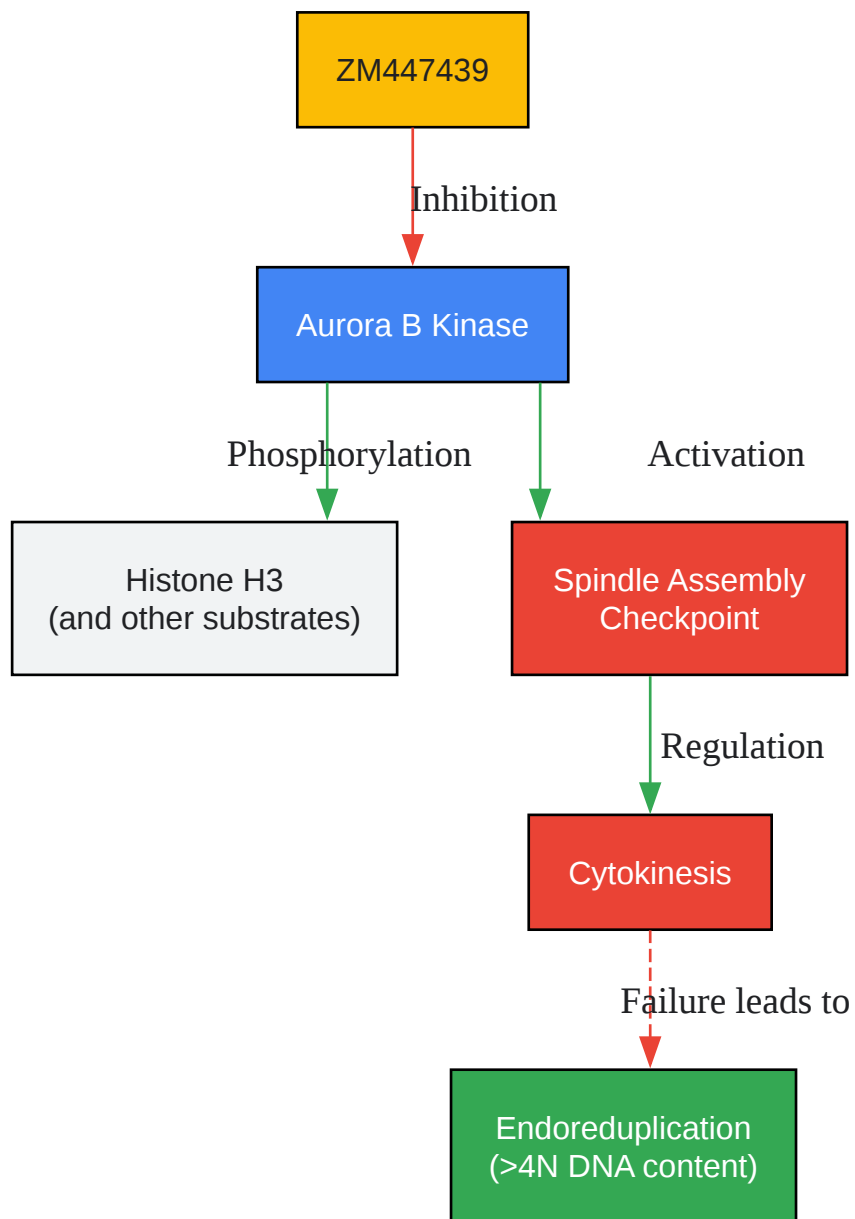 ZM447439
Inhibition
Aurora B Kinase
Phosphorylation
Activation
Histone H3
(and other substrates)
Spindle Assembly
Checkpoint
Regulation
Cytokinesis
Failure leads to
Endoreduplication
(>4N DNA content)